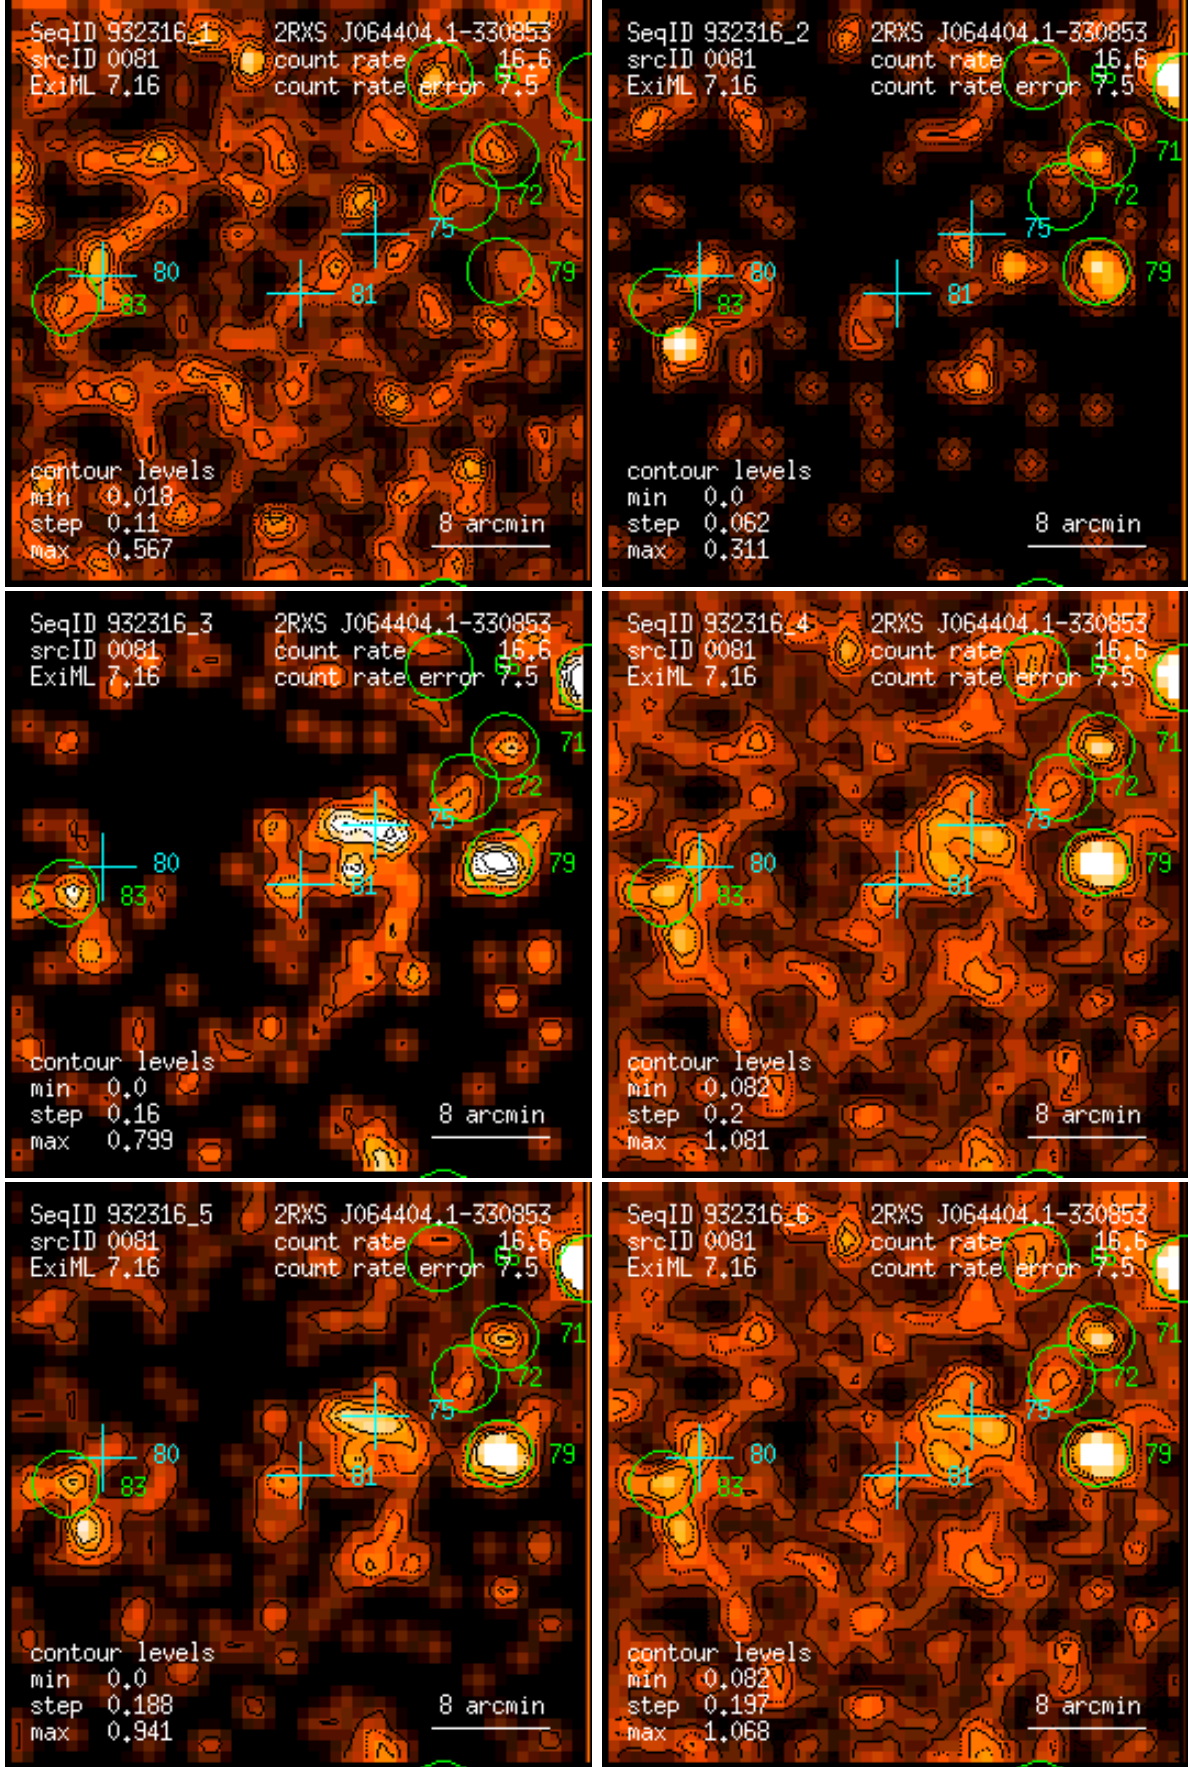 SeqID 932316_1 2RXS J064404.1-330853
srcID 0081 count rate 16.6
ExiML 7.16 count rate error 7.5
71
72
75
79
80
81
83
contour levels
min 0.018
step 0.11
max 0.567
8 arcmin
SeqID 932316_2 2RXS J064404.1-330853
srcID 0081 count rate 16.6
ExiML 7.16 count rate error 7.5
71
72
75
79
80
81
83
contour levels
min 0.0
step 0.062
max 0.311
8 arcmin
SeqID 932316_3 2RXS J064404.1-330853
srcID 0081 count rate 16.6
ExiML 7.16 count rate error 7.5
71
72
75
79
80
81
83
contour levels
min 0.0
step 0.16
max 0.799
8 arcmin
SeqID 932316_4 2RXS J064404.1-330853
srcID 0081 count rate 16.6
ExiML 7.16 count rate error 7.5
71
72
75
79
80
81
83
contour levels
min 0.082
step 0.2
max 1.081
8 arcmin
SeqID 932316_5 2RXS J064404.1-330853
srcID 0081 count rate 16.6
ExiML 7.16 count rate error 7.5
71
72
75
79
80
81
83
contour levels
min 0.0
step 0.188
max 0.941
8 arcmin
SeqID 932316_6 2RXS J064404.1-330853
srcID 0081 count rate 16.6
ExiML 7.16 count rate error 7.5
71
72
75
79
80
81
83
contour levels
min 0.082
step 0.197
max 1.068
8 arcmin